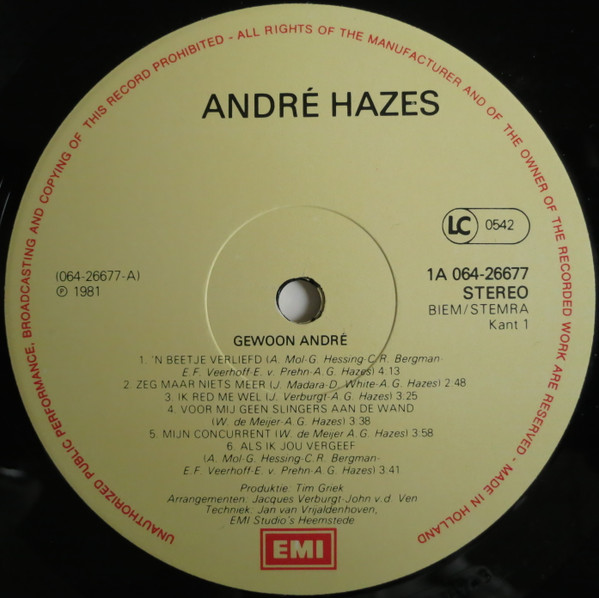 UNAUTHORIZED PUBLIC PERFORMANCE, BROADCASTING AND COPYING OF THIS RECORD PROHIBITED - ALL RIGHTS OF THE MANUFACTURER AND OF THE OWNER OF THE RECORDED WORK ARE RESERVED - MADE IN HOLLAND
ANDRÉ HAZES
LC 0542
(064-26677-A)
℗ 1981
1A 064-26677
STEREO
BIEM/STEMRA
Kant 1
GEWOON ANDRÉ
1. 'N BEETJE VERLIEFD (A. Mol-G. Hessing-C.R. Bergman-
E.F. Veerhoff-E. v. Prehn-A.G. Hazes) 4.13
2. ZEG MAAR NIETS MEER (J. Madara-D. White-A.G. Hazes) 2.48
3. IK RED ME WEL (J. Verburgt-A.G. Hazes) 3.25
4. VOOR MIJ GEEN SLINGERS AAN DE WAND
(W. de Meijer-A.G. Hazes) 3:38
5. MIJN CONCURRENT (W. de Meijer A.G. Hazes) 3:58
6. ALS IK JOU VERGEEF
(A. Mol-G. Hessing-C.R. Bergman-
E.F. Veerhoff-E. v. Prehn-A.G. Hazes) 3:41
Produktie: Tim Griek
Arrangementen: Jacques Verburgt-John v.d. Ven
Techniek: Jan van Vrijaldenhoven,
EMI Studio's Heemstede
EMI